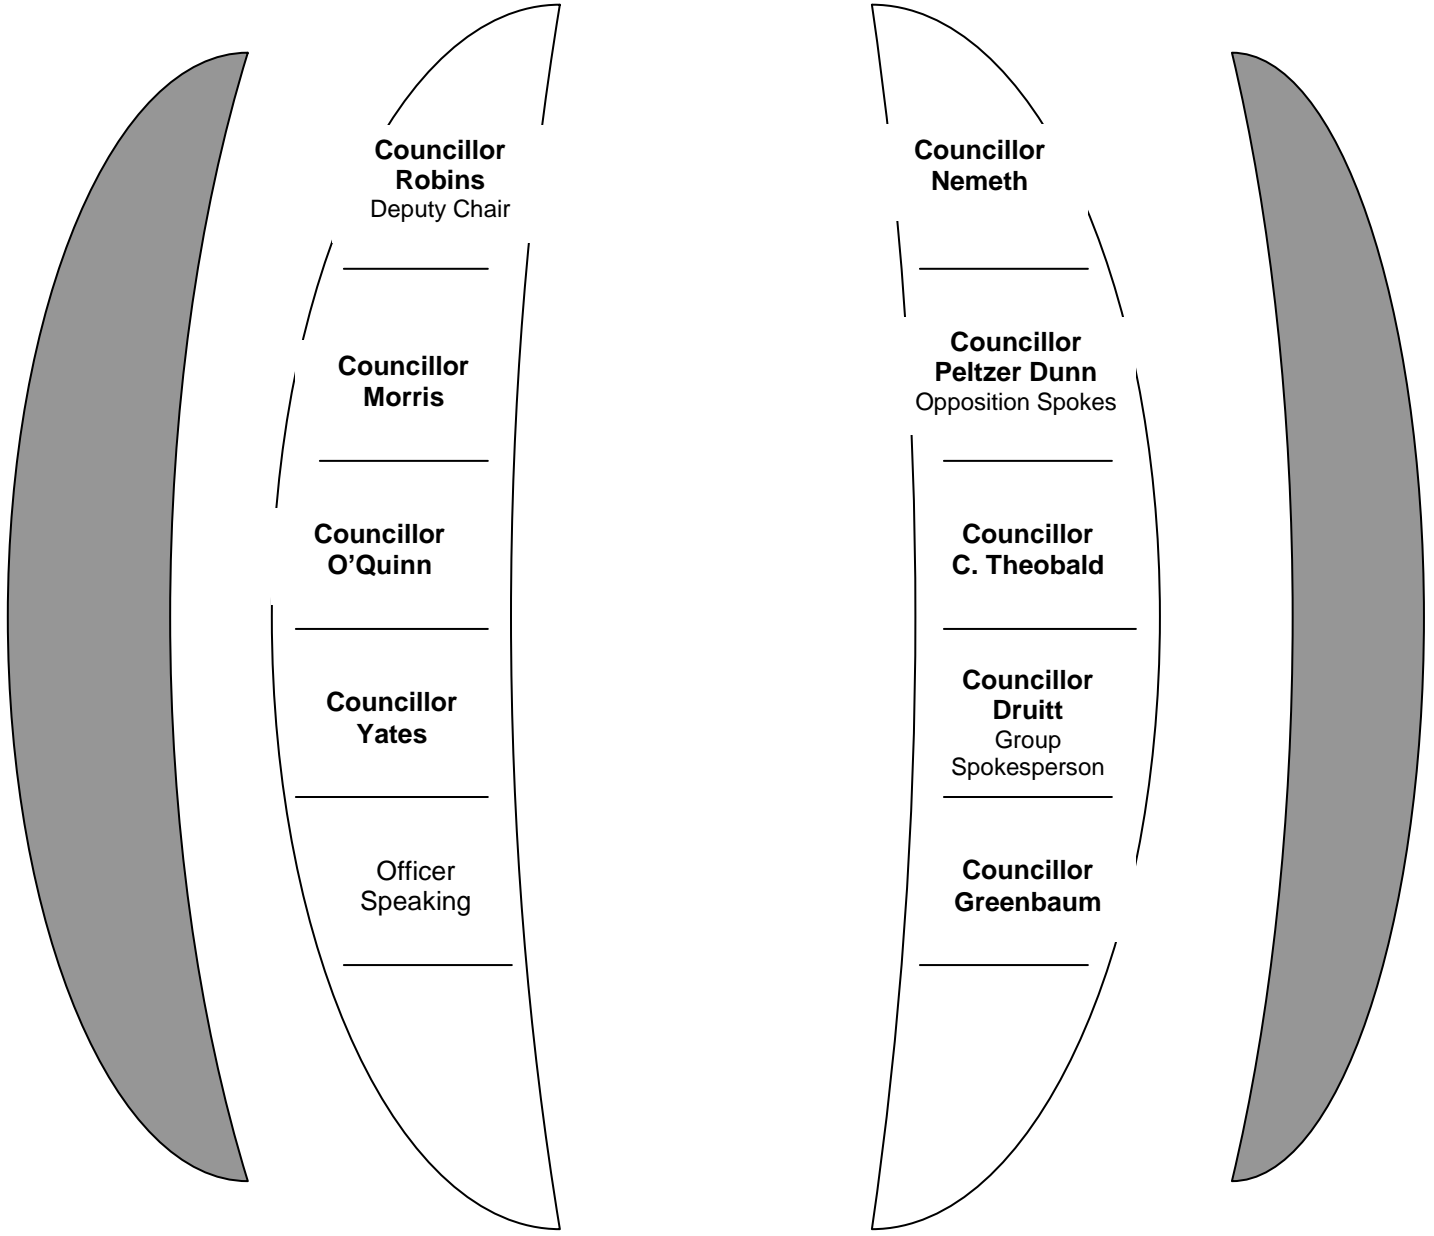 Councillor
Robins
Deputy Chair
Councillor
Morris
Councillor
O’Quinn
Councillor
Yates
Officer
Speaking
Councillor
Nemeth
Councillor
Peltzer Dunn
Opposition Spokes
Councillor
C. Theobald
Councillor
Druitt
Group
Spokesperson
Councillor
Greenbaum